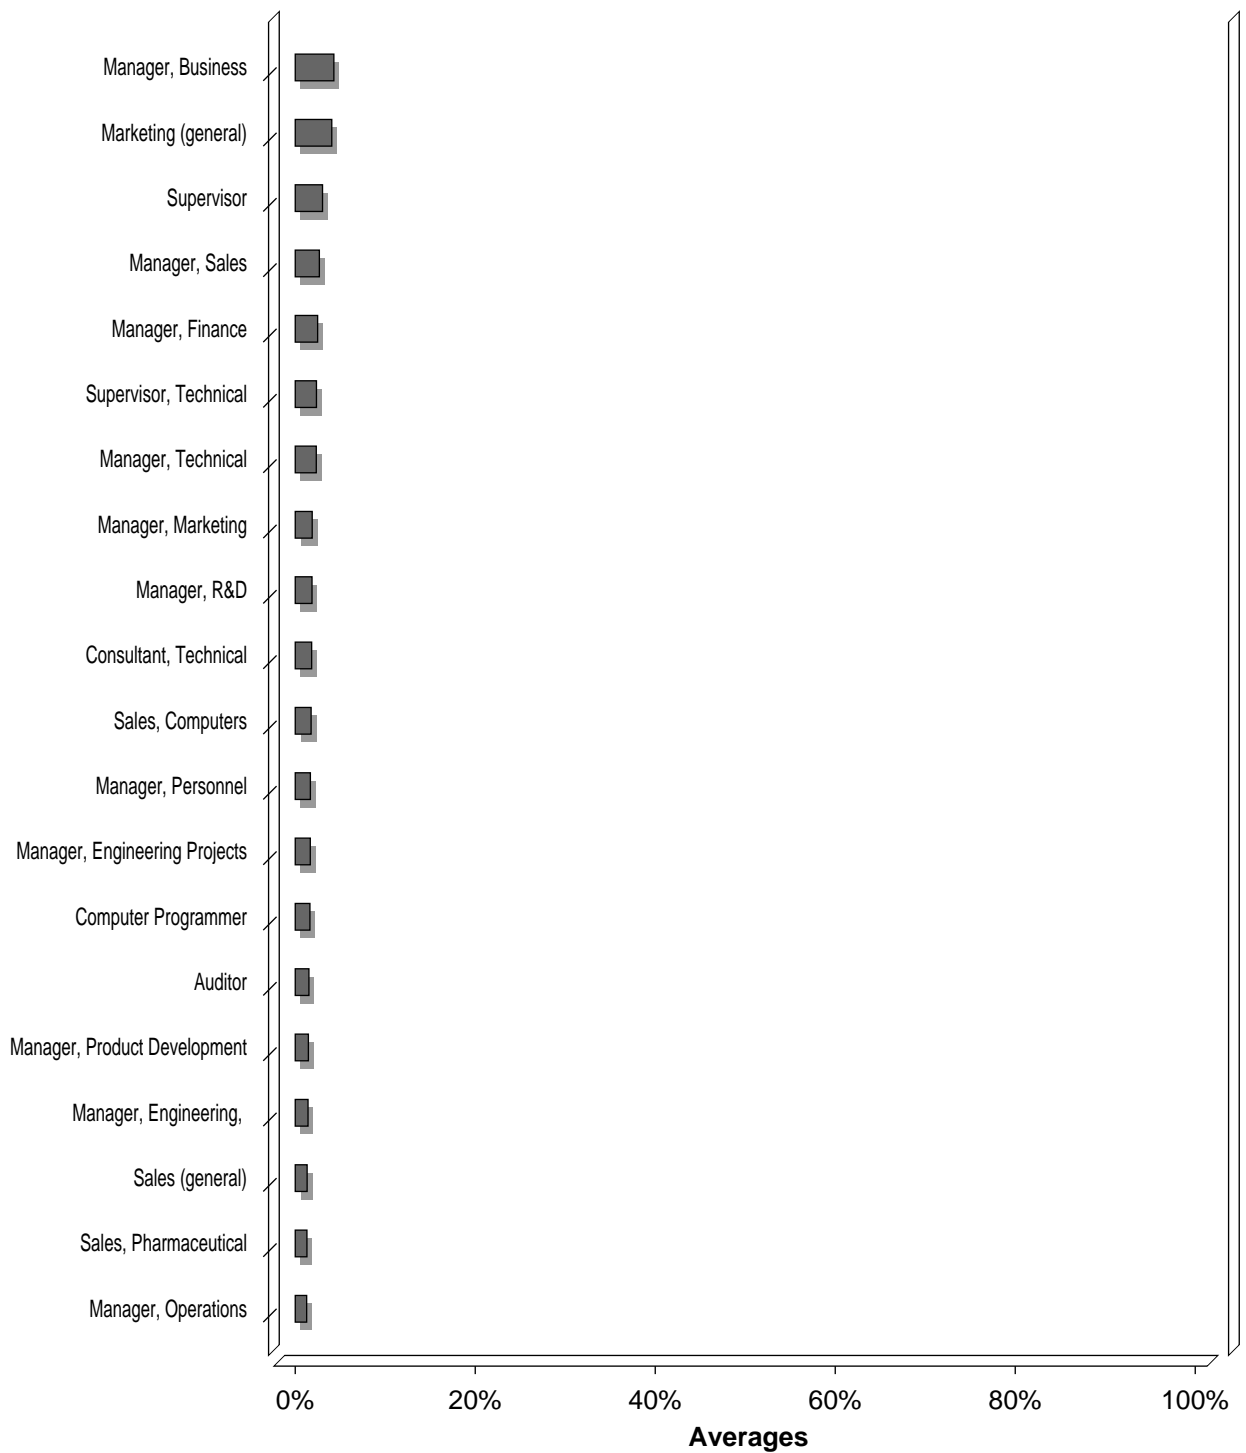 Manager, Business
Marketing (general)
Supervisor
Manager, Sales
Manager, Finance
Supervisor, Technical
Manager, Technical
Manager, Marketing
Manager, R&D
Consultant, Technical
Sales, Computers
Manager, Personnel
Manager, Engineering Projects
Computer Programmer
Auditor
Manager, Product Development
Manager, Engineering,
Sales (general)
Sales, Pharmaceutical
Manager, Operations
0% 20% 40% 60% 80% 100%
Averages